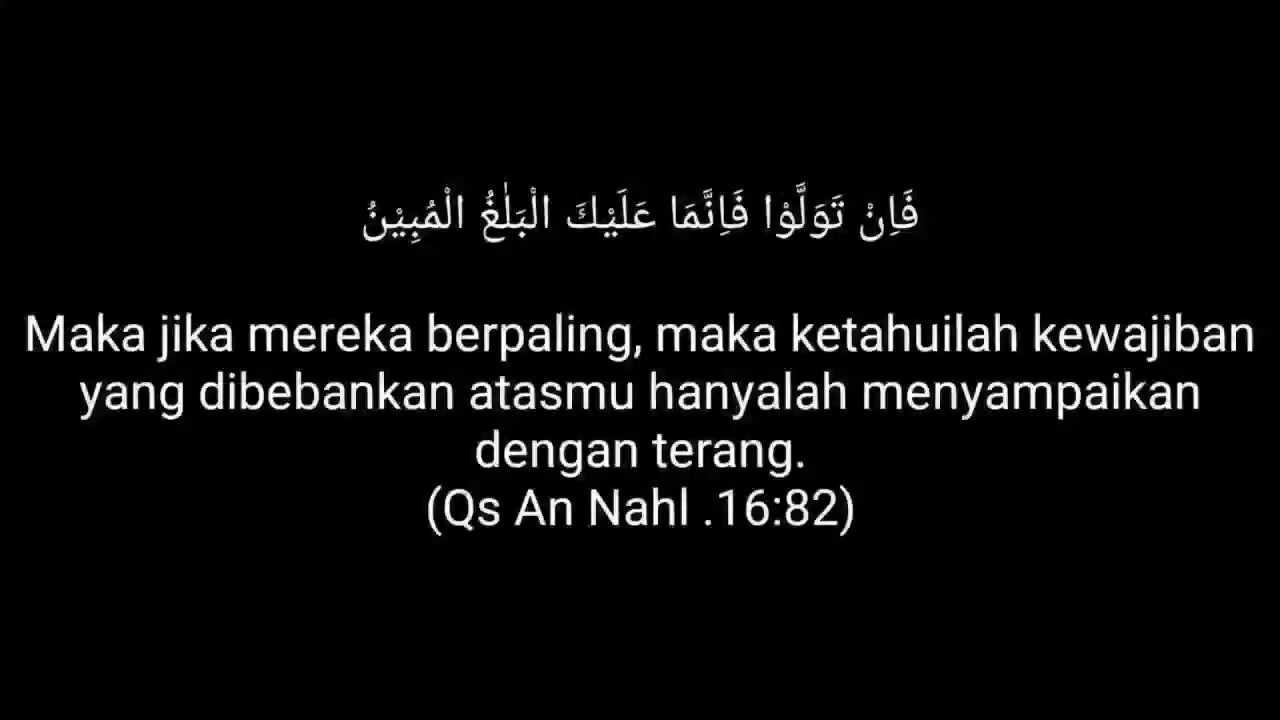 فَاِنْ تَوَلَّوْا فَاِنَّمَا عَلَيْكَ الْبَلٰغُ الْمُبِيْنُ
Maka jika mereka berpaling, maka ketahuilah kewajiban
yang dibebankan atasmu hanyalah menyampaikan
dengan terang.
(Qs An Nahl .16:82)